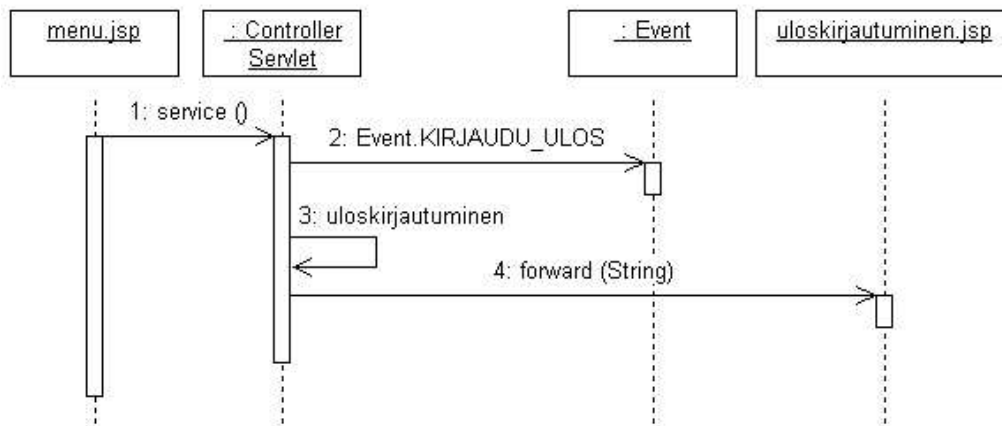 menu.jsp
: Controller
Servlet
: Event
uloskirjautuminen.jsp
1: service ()
2: Event.KIRJAUDU_ULOS
3: uloskirjautuminen
4: forward (String)